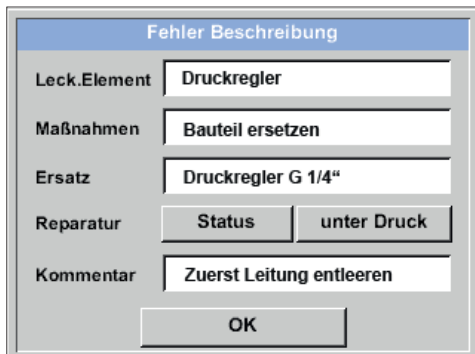 Fehler Beschreibung
Leck.Element Druckregler
Maßnahmen Bauteil ersetzen
Ersatz Druckregler G 1/4“
Reparatur Status unter Druck
Kommentar Zuerst Leitung entleeren
OK